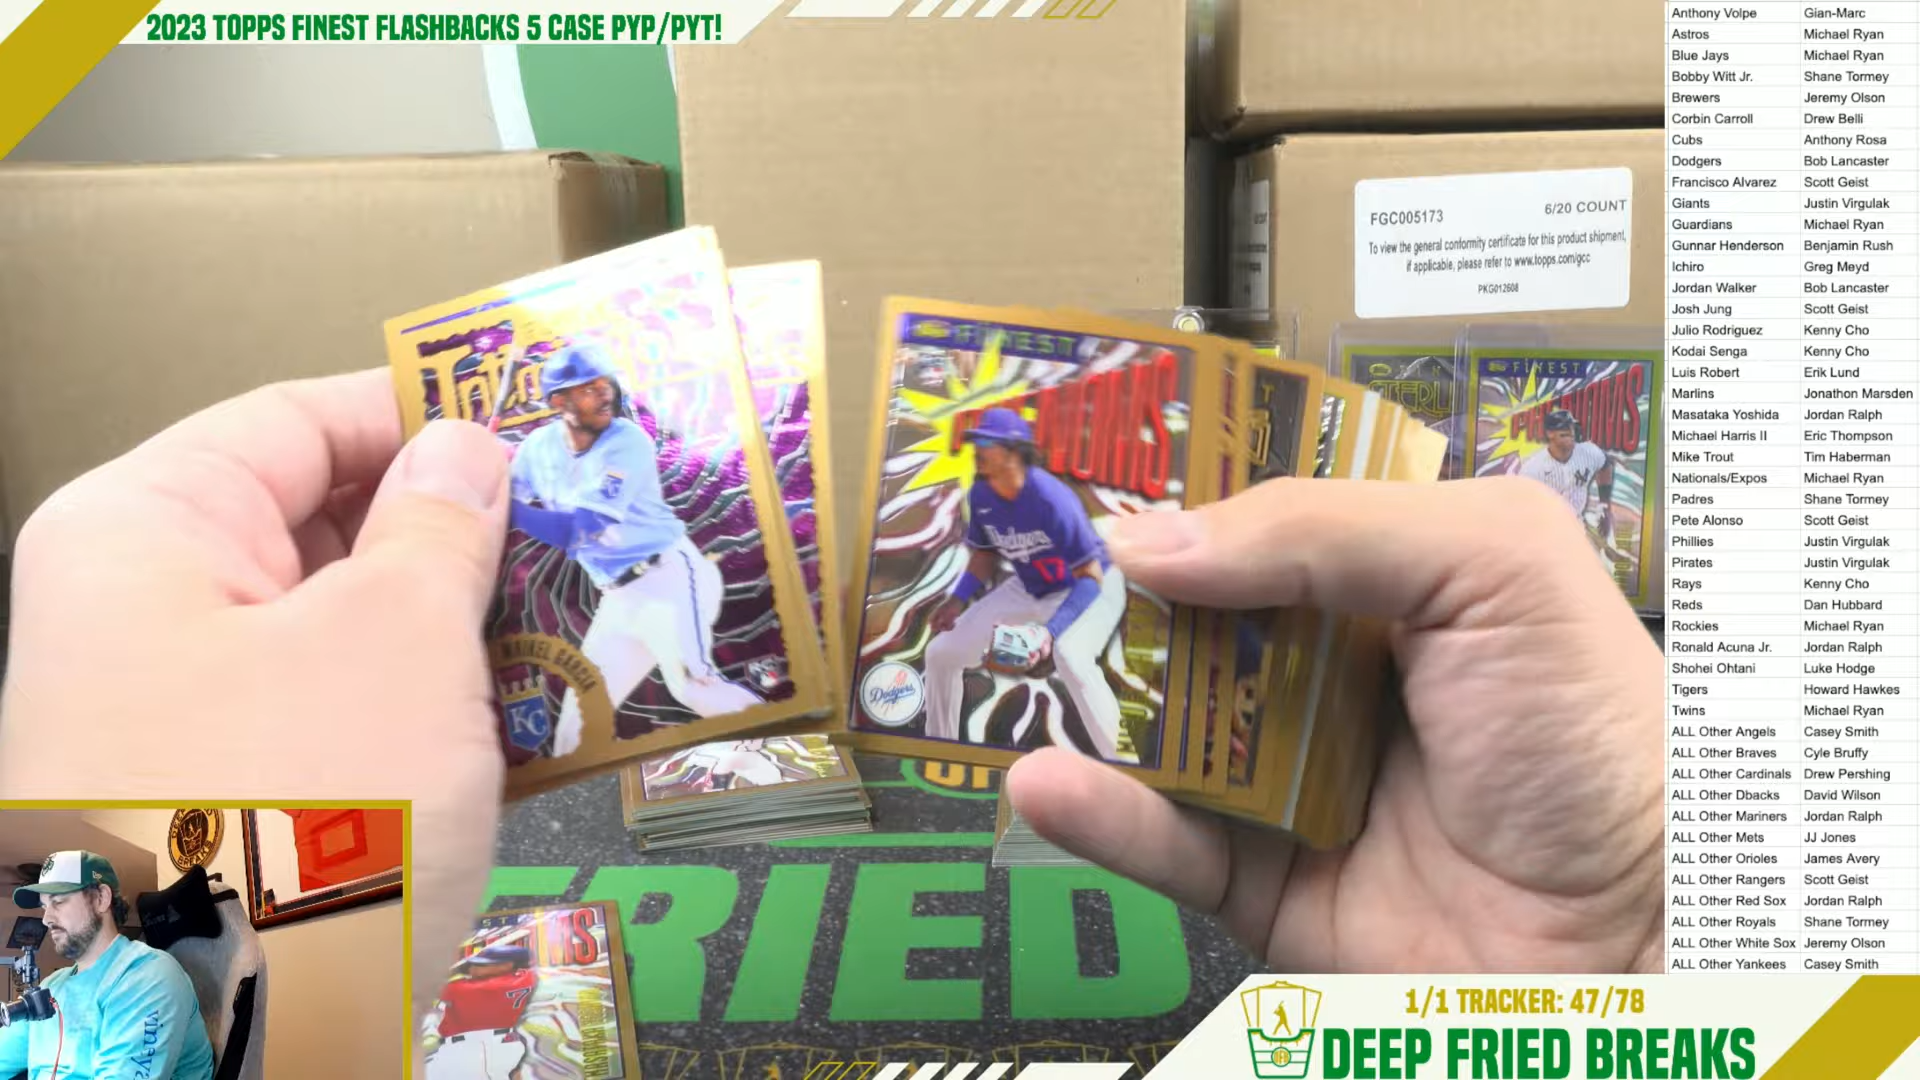 2023 TOPPS FINEST FLASHBACKS 5 CASE PYP/PYT!
FGC005173 6/20 COUNT
To view the general conformity certificate for this product shipment,
if applicable, please refer to www.topps.com/gcc
PKG012608
FINEST
PHENOMS
Dodgers
17
Dodgers
MAIKEL GARCIA
KC
STERLI
FINEST
PHENOMS
FRIED
7
Anthony Volpe Gian-Marc
Astros Michael Ryan
Blue Jays Michael Ryan
Bobby Witt Jr. Shane Tormey
Brewers Jeremy Olson
Corbin Carroll Drew Belli
Cubs Anthony Rosa
Dodgers Bob Lancaster
Francisco Alvarez Scott Geist
Giants Justin Virgulak
Guardians Michael Ryan
Gunnar Henderson Benjamin Rush
Ichiro Greg Meyd
Jordan Walker Bob Lancaster
Josh Jung Scott Geist
Julio Rodriguez Kenny Cho
Kodai Senga Kenny Cho
Luis Robert Erik Lund
Marlins Jonathon Marsden
Masataka Yoshida Jordan Ralph
Michael Harris II Eric Thompson
Mike Trout Tim Haberman
Nationals/Expos Michael Ryan
Padres Shane Tormey
Pete Alonso Scott Geist
Phillies Justin Virgulak
Pirates Justin Virgulak
Rays Kenny Cho
Reds Dan Hubbard
Rockies Michael Ryan
Ronald Acuna Jr. Jordan Ralph
Shohei Ohtani Luke Hodge
Tigers Howard Hawkes
Twins Michael Ryan
ALL Other Angels Casey Smith
ALL Other Braves Cyle Bruffy
ALL Other Cardinals Drew Pershing
ALL Other Dbacks David Wilson
ALL Other Mariners Jordan Ralph
ALL Other Mets JJ Jones
ALL Other Orioles James Avery
ALL Other Rangers Scott Geist
ALL Other Red Sox Jordan Ralph
ALL Other Royals Shane Tormey
ALL Other White Sox Jeremy Olson
ALL Other Yankees Casey Smith
1/1 TRACKER: 47/78
DEEP FRIED BREAKS